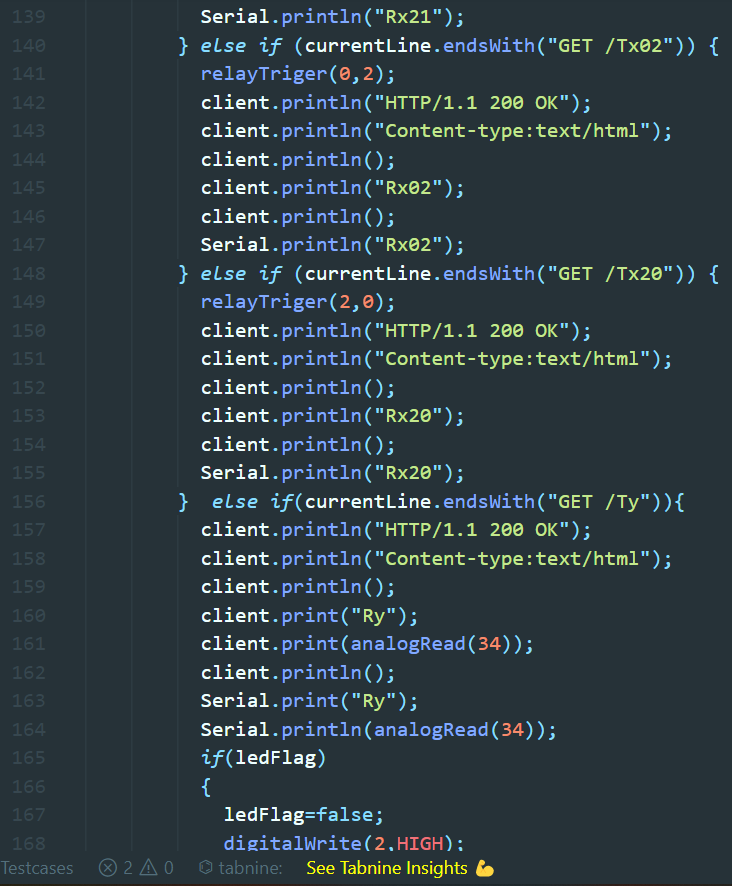 139 Serial.println("Rx21");
140 } else if (currentLine.endsWith("GET /Tx02")) {
141 relayTriger(0,2);
142 client.println("HTTP/1.1 200 OK");
143 client.println("Content-type:text/html");
144 client.println();
145 client.println("Rx02");
146 client.println();
147 Serial.println("Rx02");
148 } else if (currentLine.endsWith("GET /Tx20")) {
149 relayTriger(2,0);
150 client.println("HTTP/1.1 200 OK");
151 client.println("Content-type:text/html");
152 client.println();
153 client.println("Rx20");
154 client.println();
155 Serial.println("Rx20");
156 }  else if(currentLine.endsWith("GET /Ty")){
157 client.println("HTTP/1.1 200 OK");
158 client.println("Content-type:text/html");
159 client.println();
160 client.print("Ry");
161 client.print(analogRead(34));
162 client.println();
163 Serial.print("Ry");
164 Serial.println(analogRead(34));
165 if(ledFlag)
166 {
167 ledFlag=false;
168 digitalWrite(2,HIGH);
Testcases 2 0 tabnine: See Tabnine Insights 💪